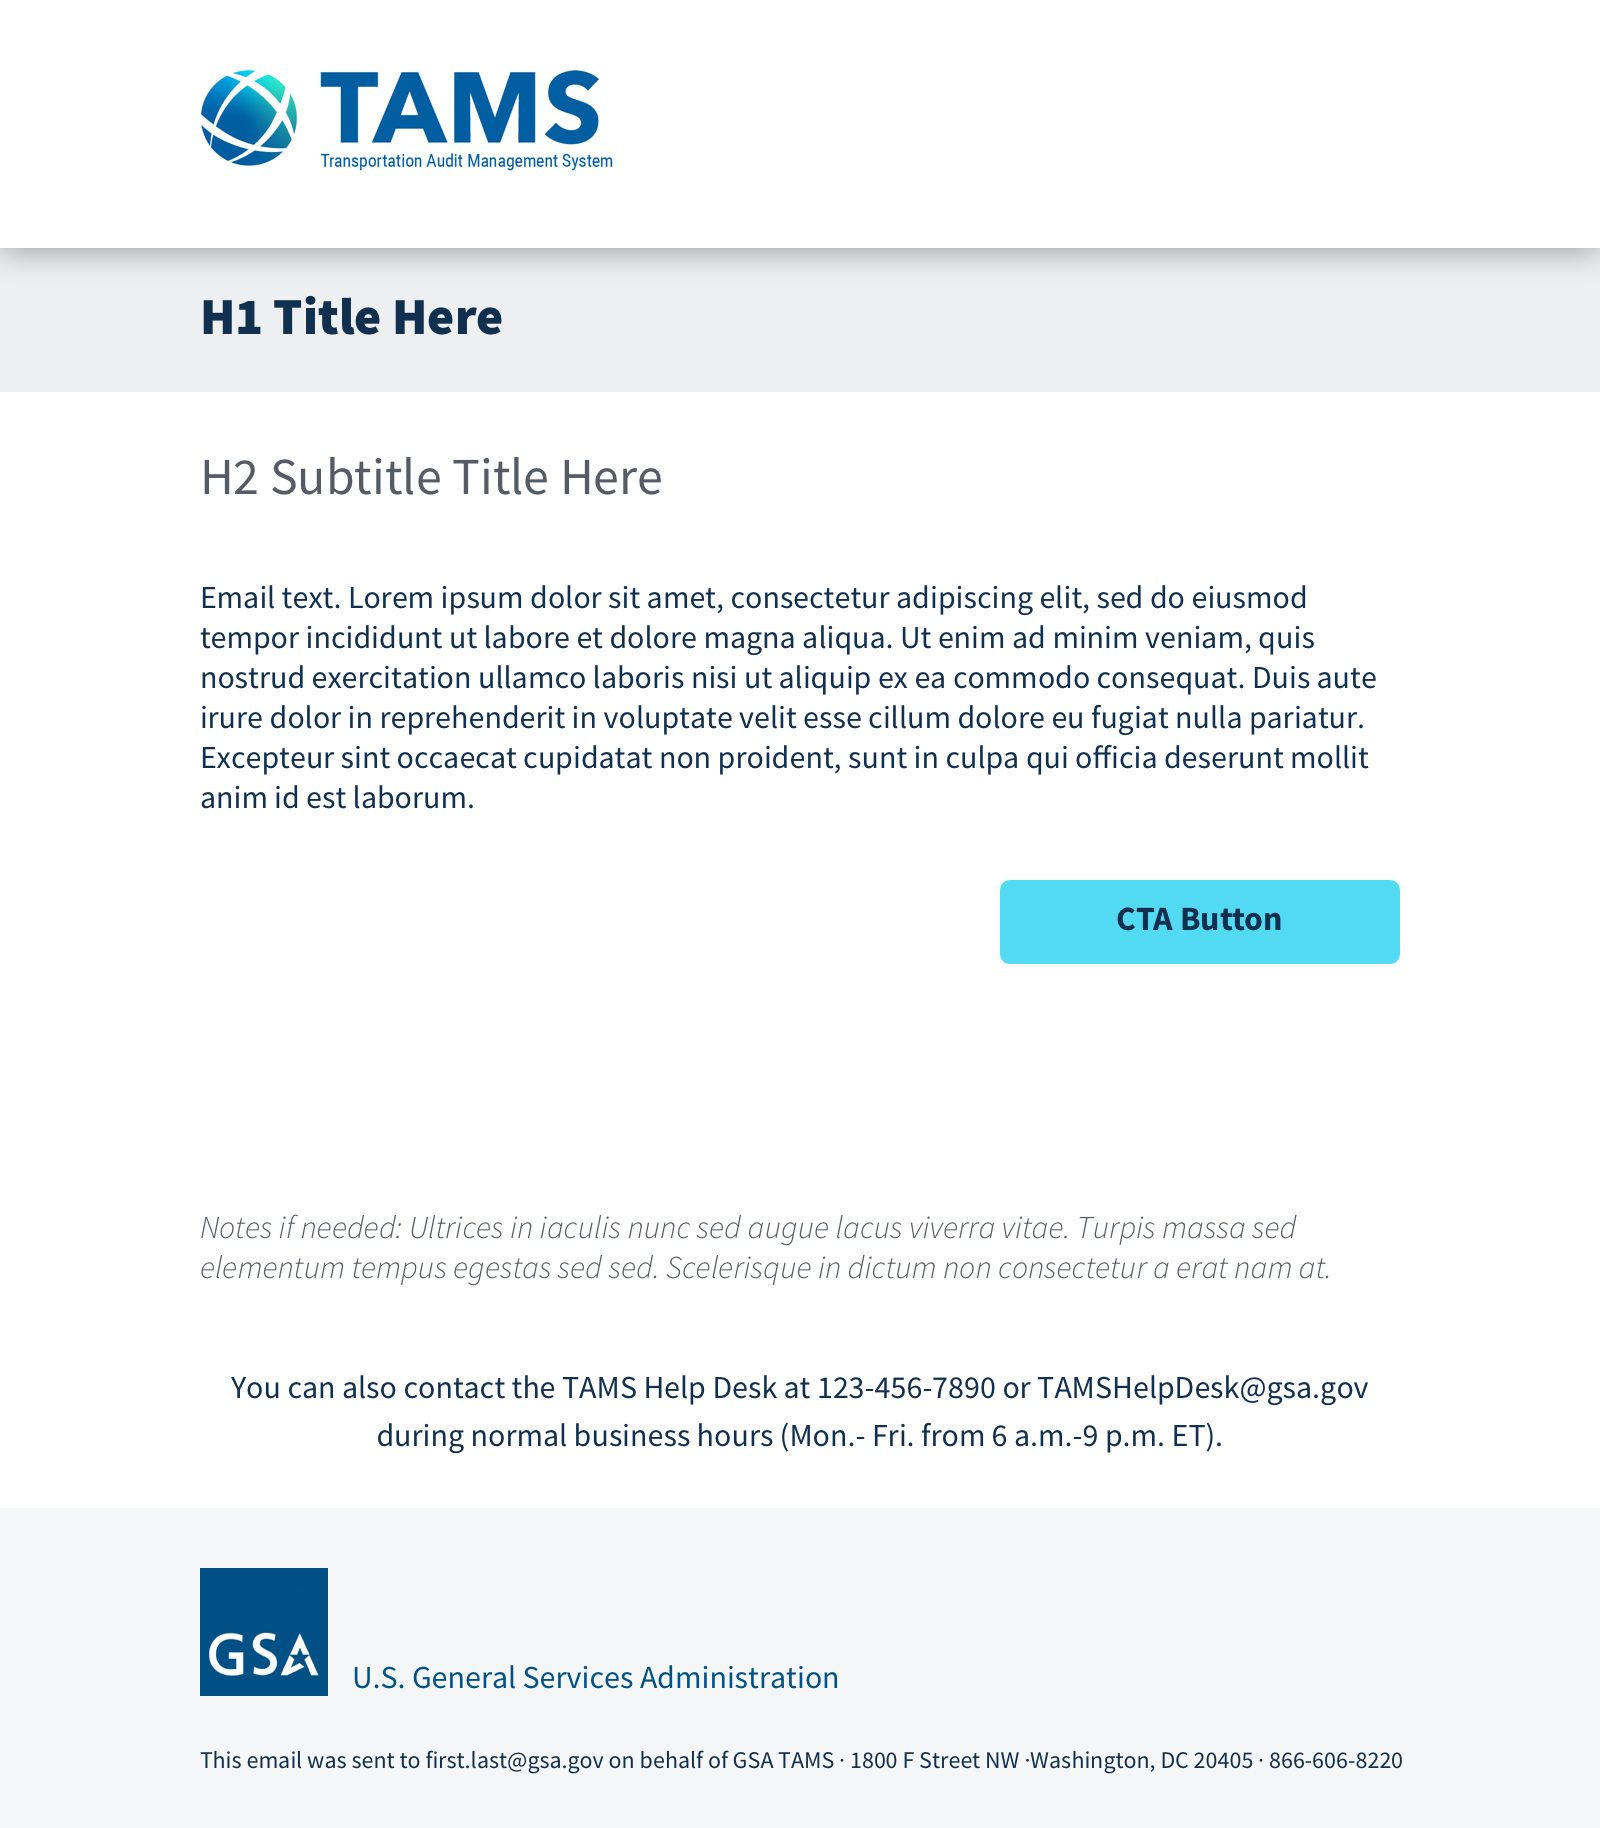 TAMS
Transportation Audit Management System
H1 Title Here
H2 Subtitle Title Here
Email text. Lorem ipsum dolor sit amet, consectetur adipiscing elit, sed do eiusmod
tempor incididunt ut labore et dolore magna aliqua. Ut enim ad minim veniam, quis
nostrud exercitation ullamco laboris nisi ut aliquip ex ea commodo consequat. Duis aute
irure dolor in reprehenderit in voluptate velit esse cillum dolore eu fugiat nulla pariatur.
Excepteur sint occaecat cupidatat non proident, sunt in culpa qui officia deserunt mollit
anim id est laborum.
CTA Button
Notes if needed: Ultrices in iaculis nunc sed augue lacus viverra vitae. Turpis massa sed
elementum tempus egestas sed sed. Scelerisque in dictum non consectetur a erat nam at.
You can also contact the TAMS Help Desk at 123-456-7890 or TAMSHelpDesk@gsa.gov
during normal business hours (Mon.- Fri. from 6 a.m.-9 p.m. ET).
GSA
U.S. General Services Administration
This email was sent to first.last@gsa.gov on behalf of GSA TAMS · 1800 F Street NW ·Washington, DC 20405 · 866-606-8220